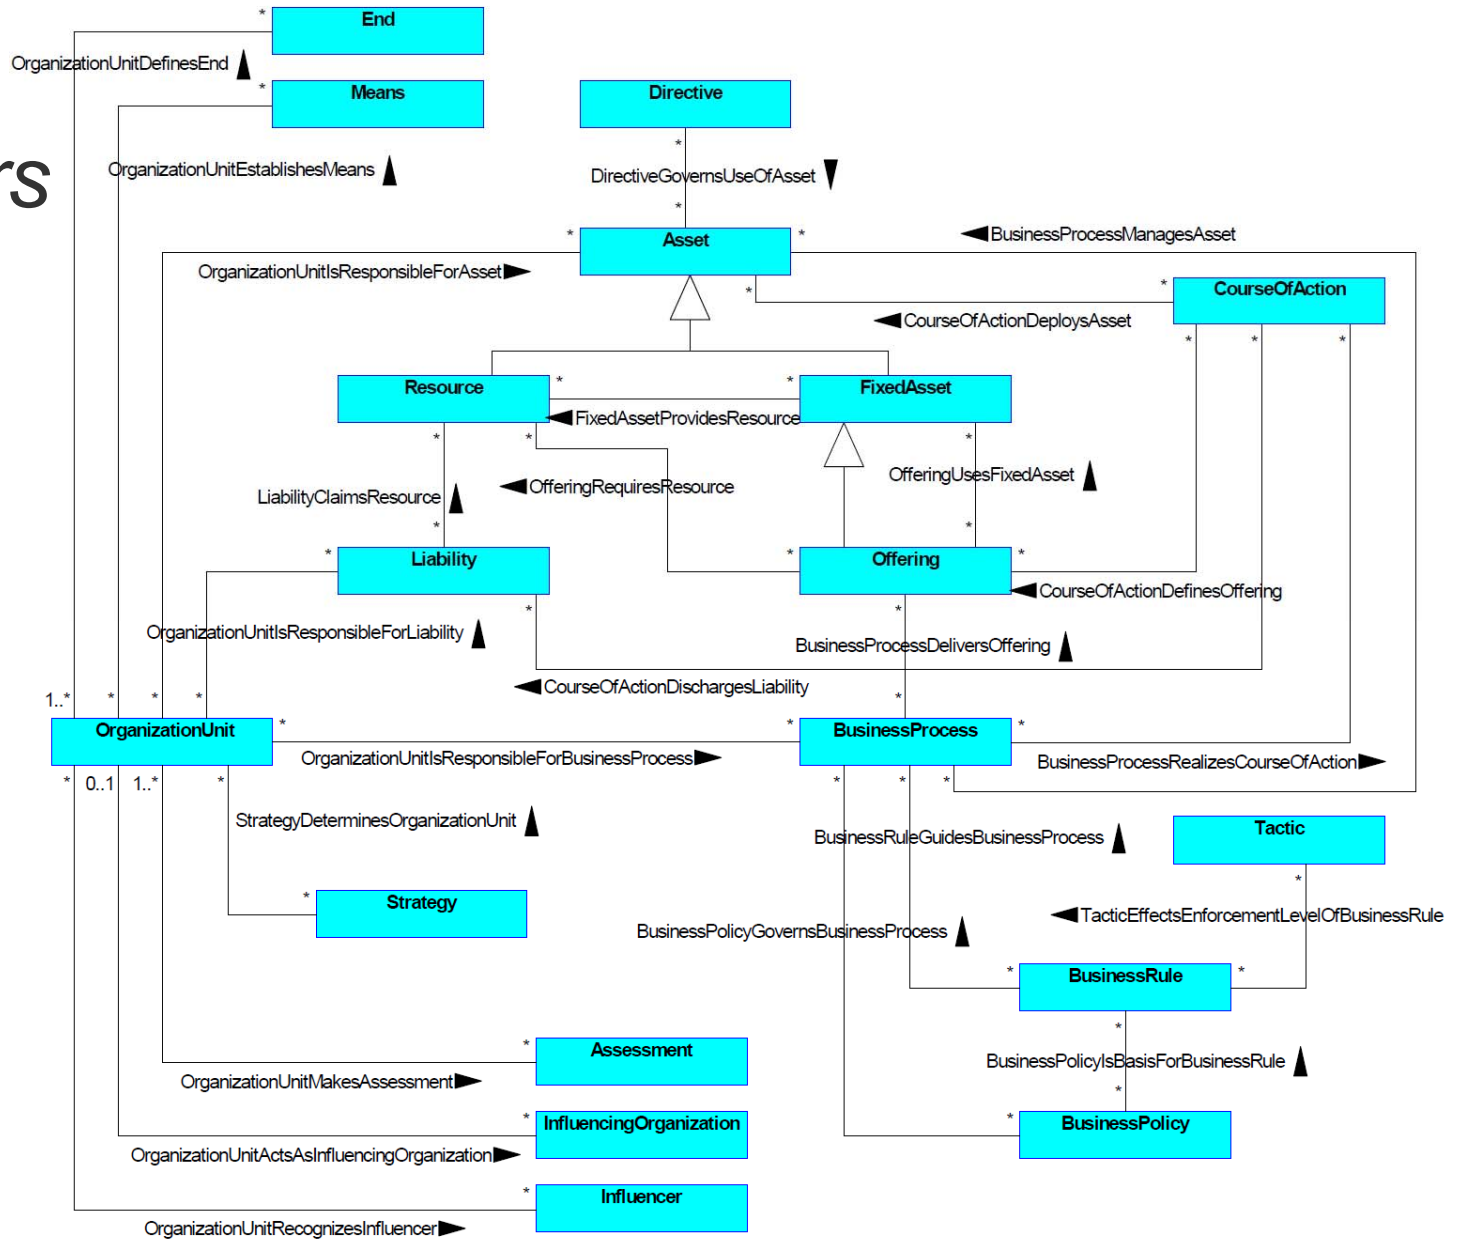 *
End
OrganizationUnitDefinesEnd
*
Means
Directive
*
rs
OrganizationUnitEstablishesMeans
DirectiveGovernsUseOfAsset
*
*
Asset
*
BusinessProcessManagesAsset
OrganizationUnitIsResponsibleForAsset
*
*
CourseOfAction
CourseOfActionDeploysAsset
*
*
*
Resource
*
*
FixedAsset
FixedAssetProvidesResource
*
*
*
OfferingUsesFixedAsset
OfferingRequiresResource
LiabilityClaimsResource
*
*
*
Liability
*
Offering
*
CourseOfActionDefinesOffering
*
*
OrganizationUnitIsResponsibleForLiability
BusinessProcessDeliversOffering
CourseOfActionDischargesLiability
1..*
*
*
*
*
OrganizationUnit
*
*
BusinessProcess
*
OrganizationUnitIsResponsibleForBusinessProcess
BusinessProcessRealizesCourseOfAction
*
0..1
1..*
*
*
*
*
StrategyDeterminesOrganizationUnit
BusinessRuleGuidesBusinessProcess
Tactic
*
*
Strategy
BusinessPolicyGovernsBusinessProcess
TacticEffectsEnforcementLevelOfBusinessRule
*
BusinessRule
*
*
*
Assessment
OrganizationUnitMakesAssessment
BusinessPolicyIsBasisForBusinessRule
*
*
InfluencingOrganization
*
BusinessPolicy
OrganizationUnitActsAsInfluencingOrganization
*
Influencer
OrganizationUnitRecognizesInfluencer